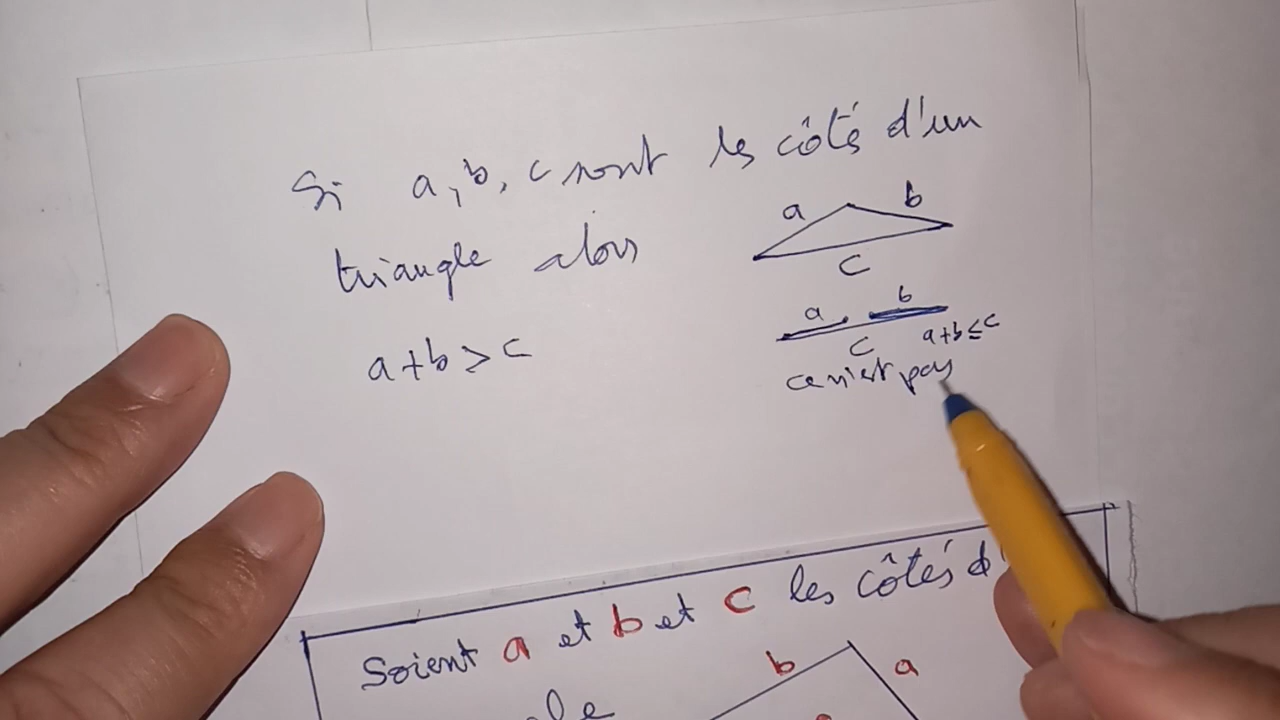 Si a, b, c sont les côtés d'un
triangle alors
a b
c
a+b > c
a b
c a+b ≤ c
ce n'est pas
Soient a et b et c les côtés d'
b a